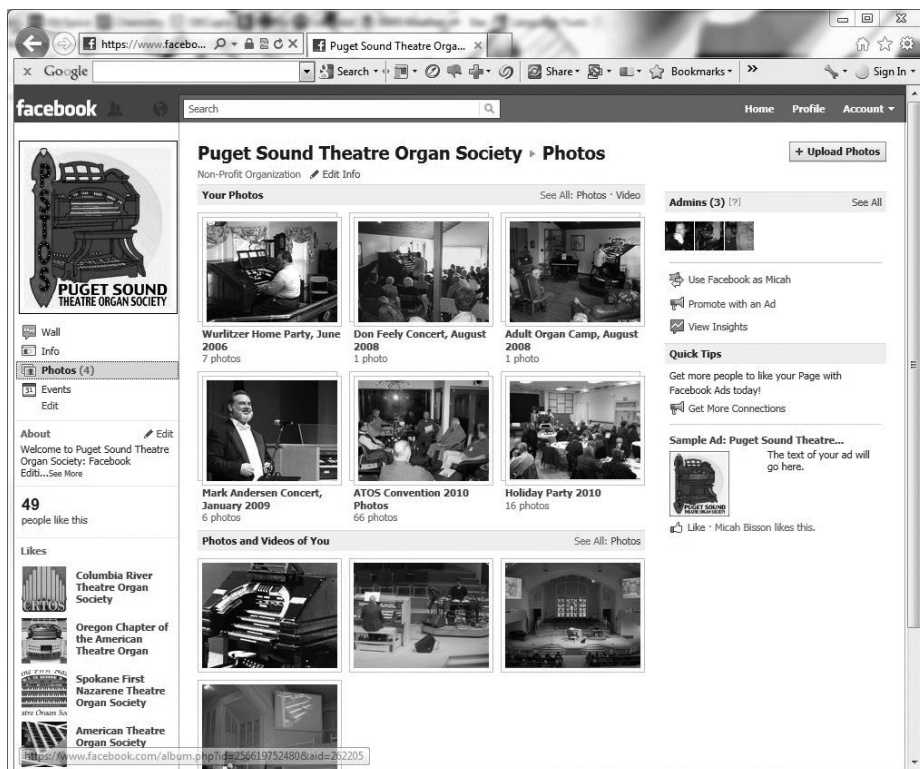 https://www.facebo...
Puget Sound Theatre Orga...
x Google
Search
Share
Bookmarks
»
Sign In
facebook
Search
Home Profile Account
PSTOS
PUGET SOUND
THEATRE ORGAN SOCIETY
Wall
Info
Photos (4)
31 Events
Edit
About Edit
Welcome to Puget Sound Theatre
Organ Society: Facebook
Editi...See More
49
people like this
Likes
CRTOS
Columbia River
Theatre Organ
Society
Oregon Chapter of
the American
Theatre Organ
Spokane First
Nazarene Theatre
Organ Society
American Theatre
Organ Society
https://www.facebook.com/album.php?id=256619752480&aid=262205
Puget Sound Theatre Organ Society ▸ Photos
Non-Profit Organization Edit Info
Your Photos See All: Photos · Video
Wurlitzer Home Party, June
2006
7 photos
Don Feely Concert, August
2008
1 photo
Adult Organ Camp, August
2008
1 photo
Mark Andersen Concert,
January 2009
6 photos
ATOS Convention 2010
Photos
66 photos
Holiday Party 2010
16 photos
Photos and Videos of You See All: Photos
+ Upload Photos
Admins (3) [?] See All
Use Facebook as Micah
Promote with an Ad
View Insights
Quick Tips
Get more people to like your Page with
Facebook Ads today!
Get More Connections
Sample Ad: Puget Sound Theatre...
The text of your ad will
go here.
PUGET SOUND
THEATRE ORGAN SOCIETY
Like · Micah Bisson likes this.